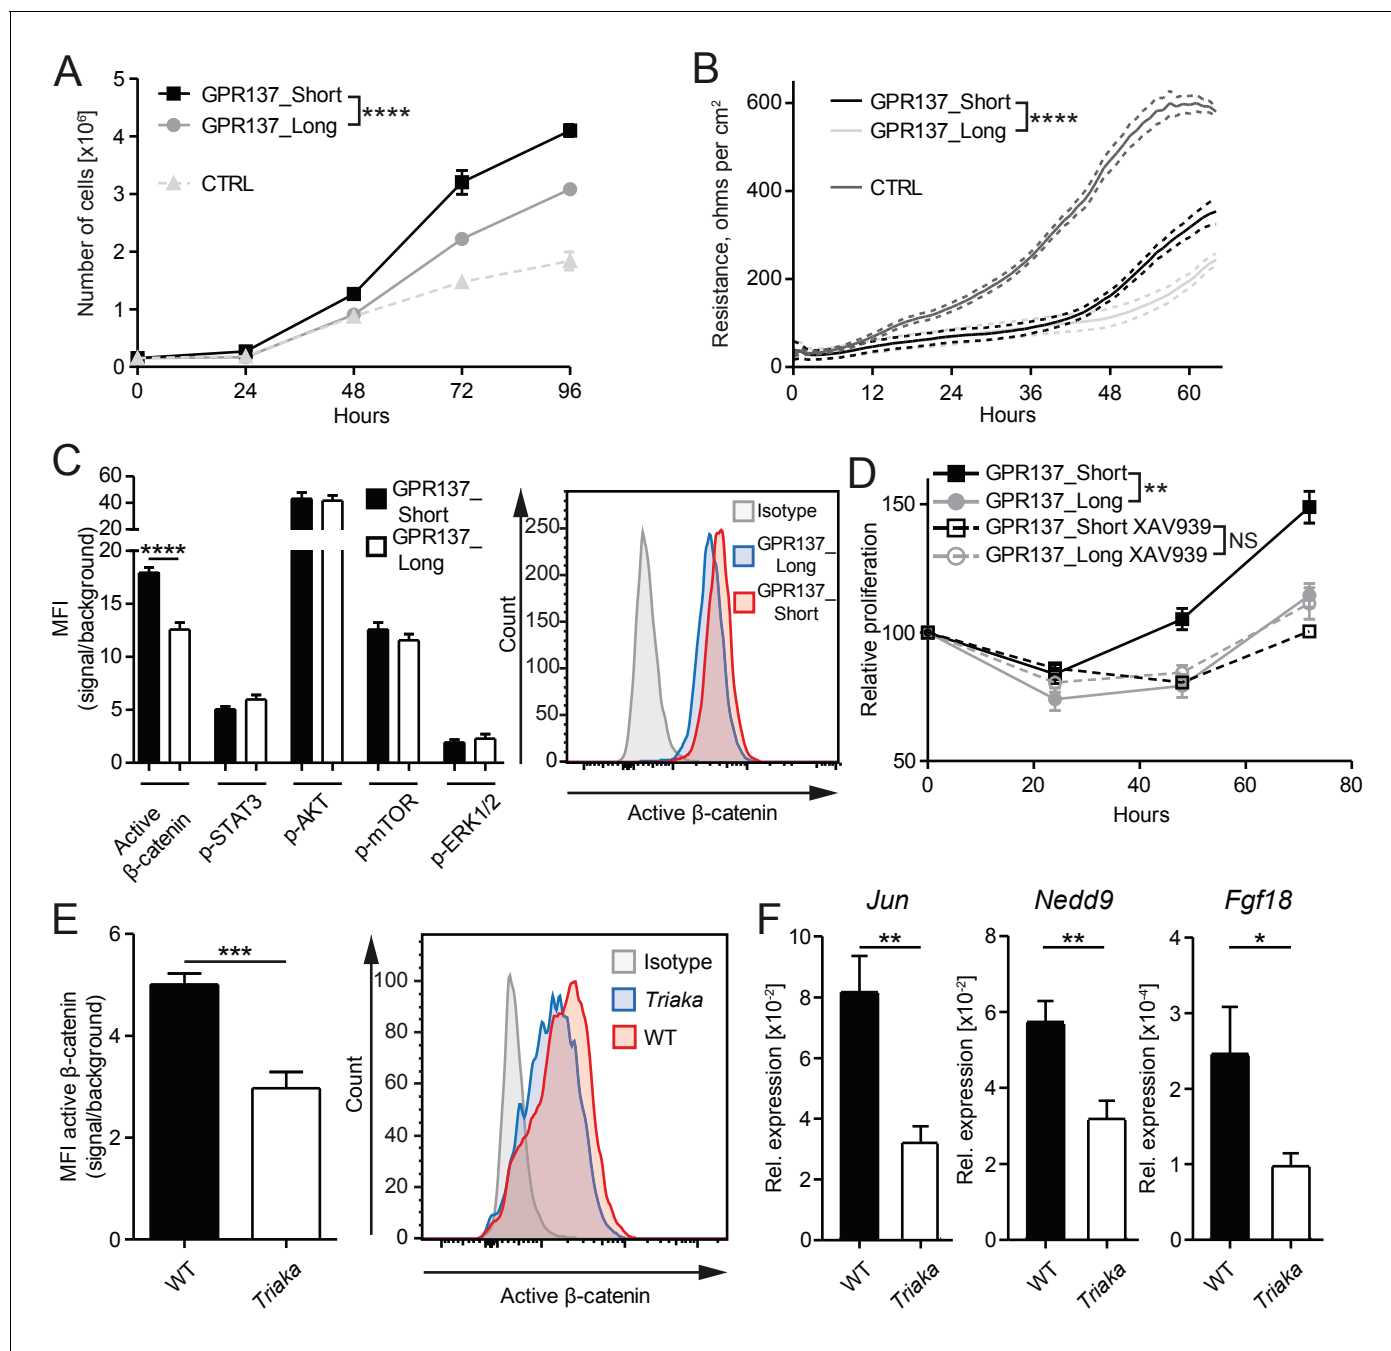 A
GPR137_Short
GPR137_Long
****
CTRL
Number of cells [x10⁶]
5
4
3
2
1
0
0 24 48 72 96
Hours
B
GPR137_Short
GPR137_Long
****
CTRL
Resistance, ohms per cm²
600
400
200
0
0 12 24 36 48 60
Hours
C
MFI
(signal/background)
60
40
20
20
15
10
5
0
****
GPR137_
Short
GPR137_
Long
Active
β-catenin
p-STAT3
p-AKT
p-mTOR
p-ERK1/2
Count
250
200
150
100
50
0
Isotype
GPR137_
Long
GPR137_
Short
Active β-catenin
D
GPR137_Short
GPR137_Long
**
GPR137_Short XAV939
GPR137_Long XAV939
NS
Relative proliferation
150
100
50
0 20 40 60 80
Hours
E
MFI active β-catenin
(signal/background)
6
4
2
0
***
WT
Triaka
Count
100
80
60
40
20
0
Isotype
Triaka
WT
Active β-catenin
F
Jun
Rel. expression [x10⁻²]
10
8
6
4
2
0
**
WT
Triaka
Nedd9
Rel. expression [x10⁻²]
8
6
4
2
0
**
WT
Triaka
Fgf18
Rel. expression [x10⁻⁴]
4
3
2
1
0
*
WT
Triaka